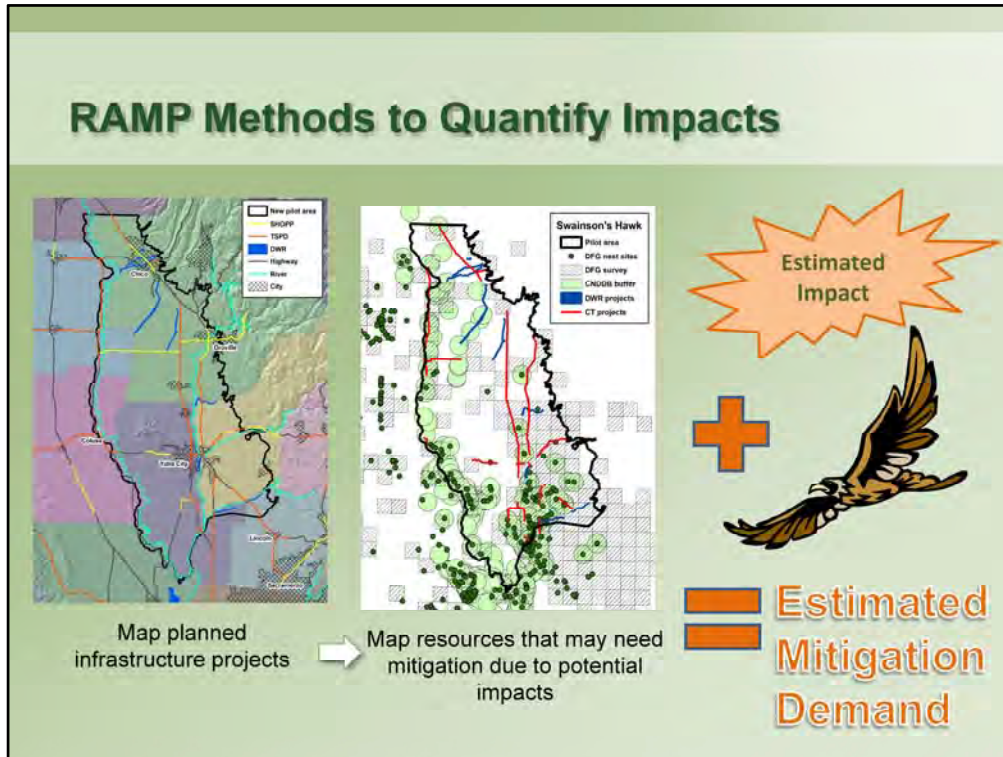 RAMP Methods to Quantify Impacts
New pilot area
SHOPP
TSPD
DWR
Highway
River
City
Chico
Oroville
Colusa
Yuba City
Lincoln
Sacramento
Swainson's Hawk
Pilot area
DFG nest sites
DFG survey
CNDDB buffer
DWR projects
CT projects
Estimated
Impact
Map planned
infrastructure projects
Map resources that may need
mitigation due to potential
impacts
Estimated
Mitigation
Demand